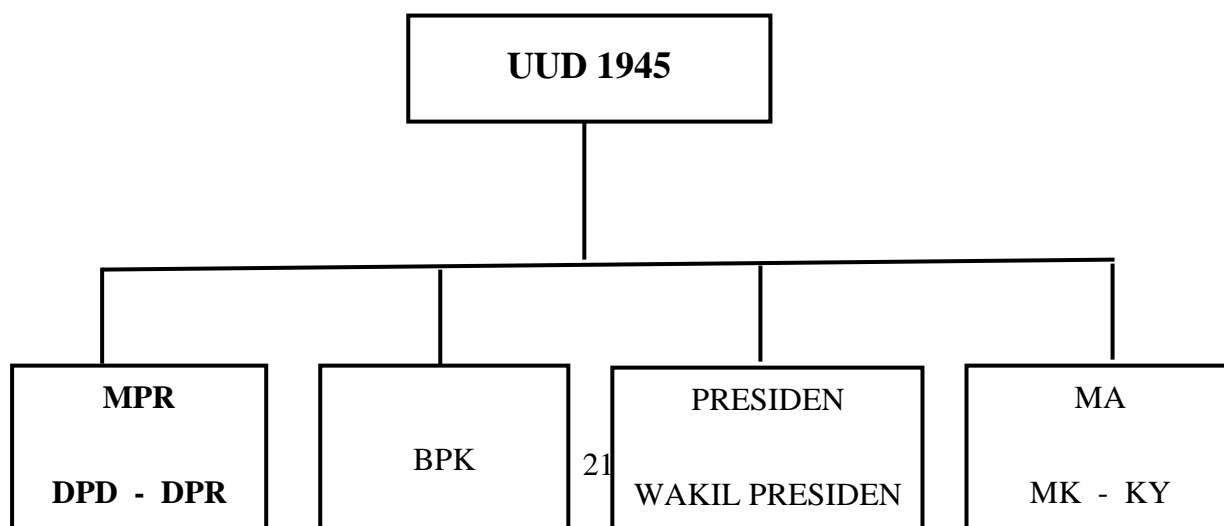 UUD 1945
MPR
DPD - DPR
BPK
21
PRESIDEN
WAKIL PRESIDEN
MA
MK - KY